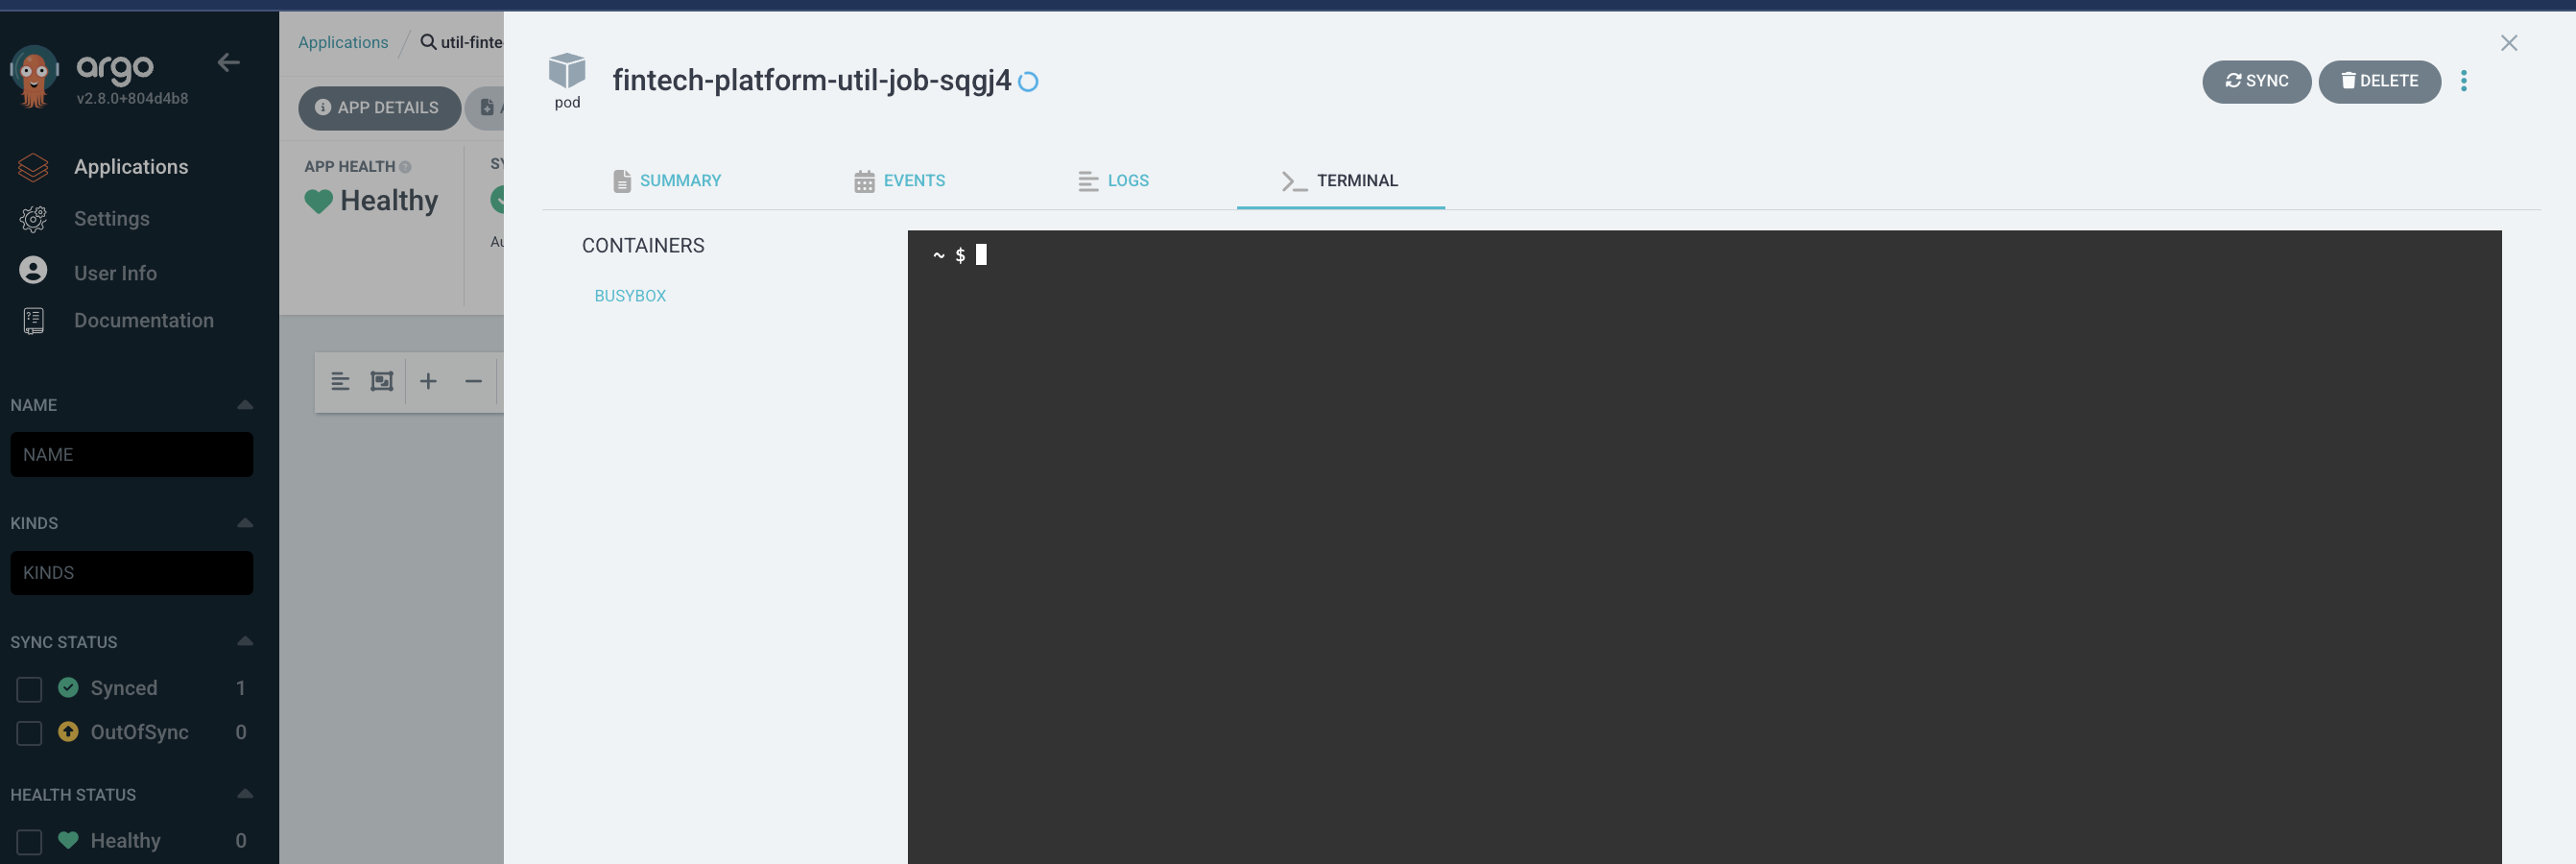 argo
v2.8.0+804d4b8
Applications
Settings
User Info
Documentation
NAME
NAME
KINDS
KINDS
SYNC STATUS
Synced 1
OutOfSync 0
HEALTH STATUS
Healthy 0
Applications / util-finte
APP DETAILS A
APP HEALTH SY
Healthy
Au
pod
fintech-platform-util-job-sqgj4
SYNC DELETE
SUMMARY EVENTS LOGS TERMINAL
CONTAINERS
BUSYBOX
~ $